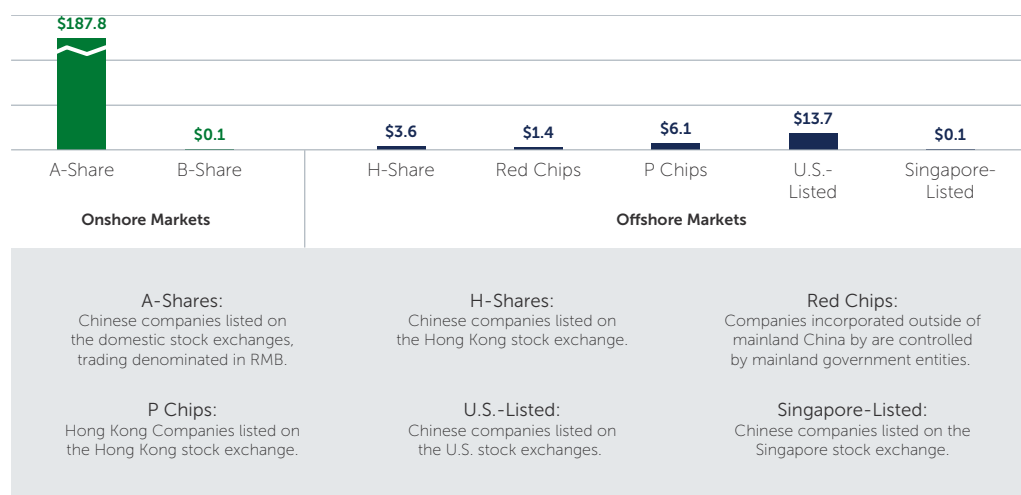 $187.8
$0.1
$3.6
$1.4
$6.1
$13.7
$0.1
A-Share
B-Share
H-Share
Red Chips
P Chips
U.S.-
Listed
Singapore-
Listed
Onshore Markets
Offshore Markets
A-Shares:
Chinese companies listed on
the domestic stock exchanges,
trading denominated in RMB.
H-Shares:
Chinese companies listed on
the Hong Kong stock exchange.
Red Chips:
Companies incorporated outside of
mainland China by are controlled
by mainland government entities.
P Chips:
Hong Kong Companies listed on
the Hong Kong stock exchange.
U.S.-Listed:
Chinese companies listed on
the U.S. stock exchanges.
Singapore-Listed:
Chinese companies listed on the
Singapore stock exchange.